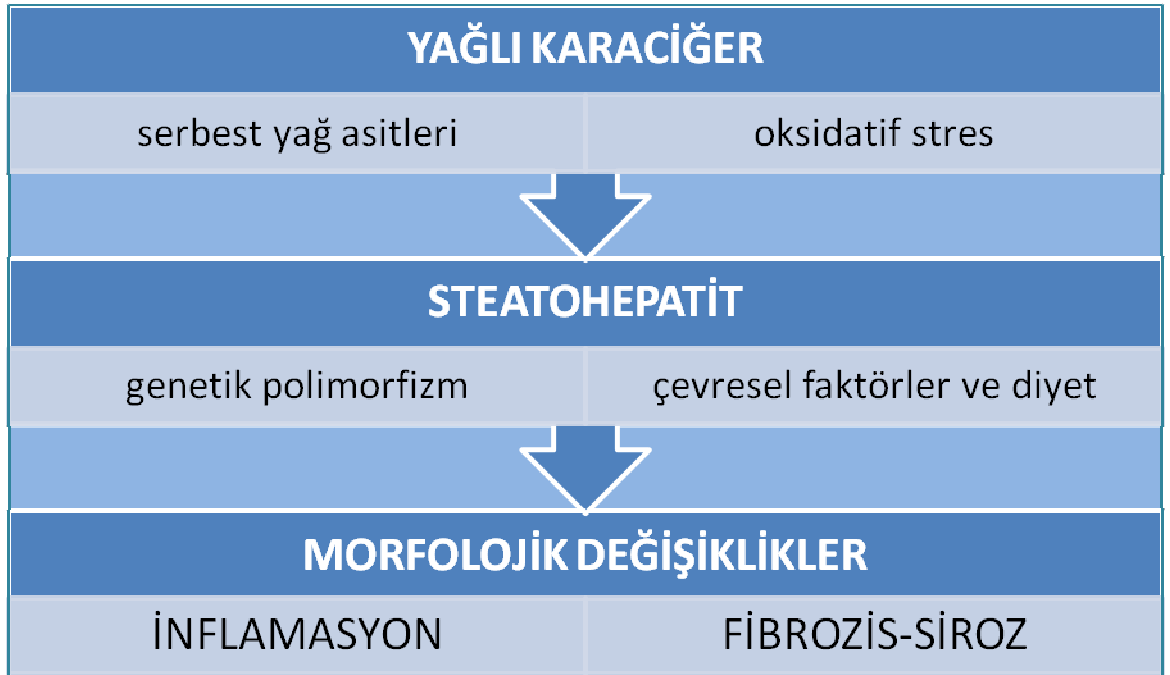 YAĞLI KARACİĞER
serbest yağ asitleri
oksidatif stres
STEATOHEPATİT
genetik polimorfizm
çevresel faktörler ve diyet
MORFOLOJİK DEĞİŞİKLİKLER
İNFLAMASYON
FİBROZİS-SİROZ